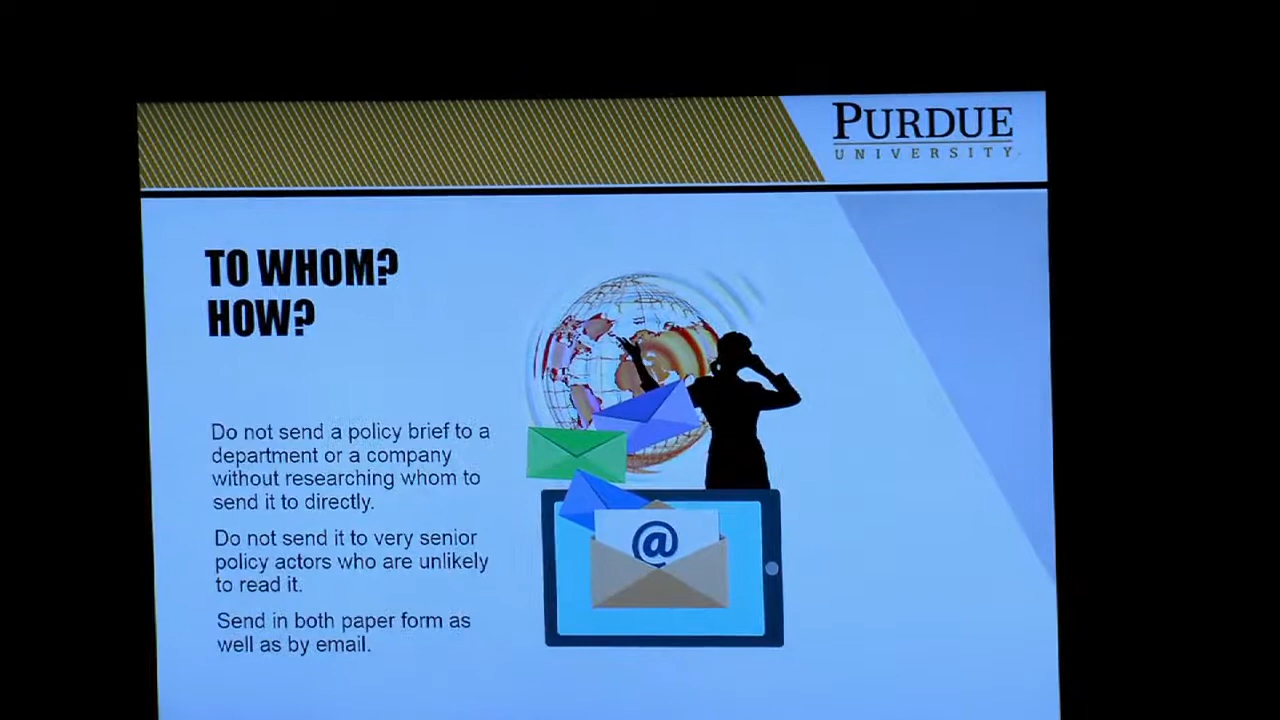 PURDUE
UNIVERSITY
TO WHOM?
HOW?
Do not send a policy brief to a
department or a company
without researching whom to
send it to directly.
Do not send it to very senior
policy actors who are unlikely
to read it.
Send in both paper form as
well as by email.
@